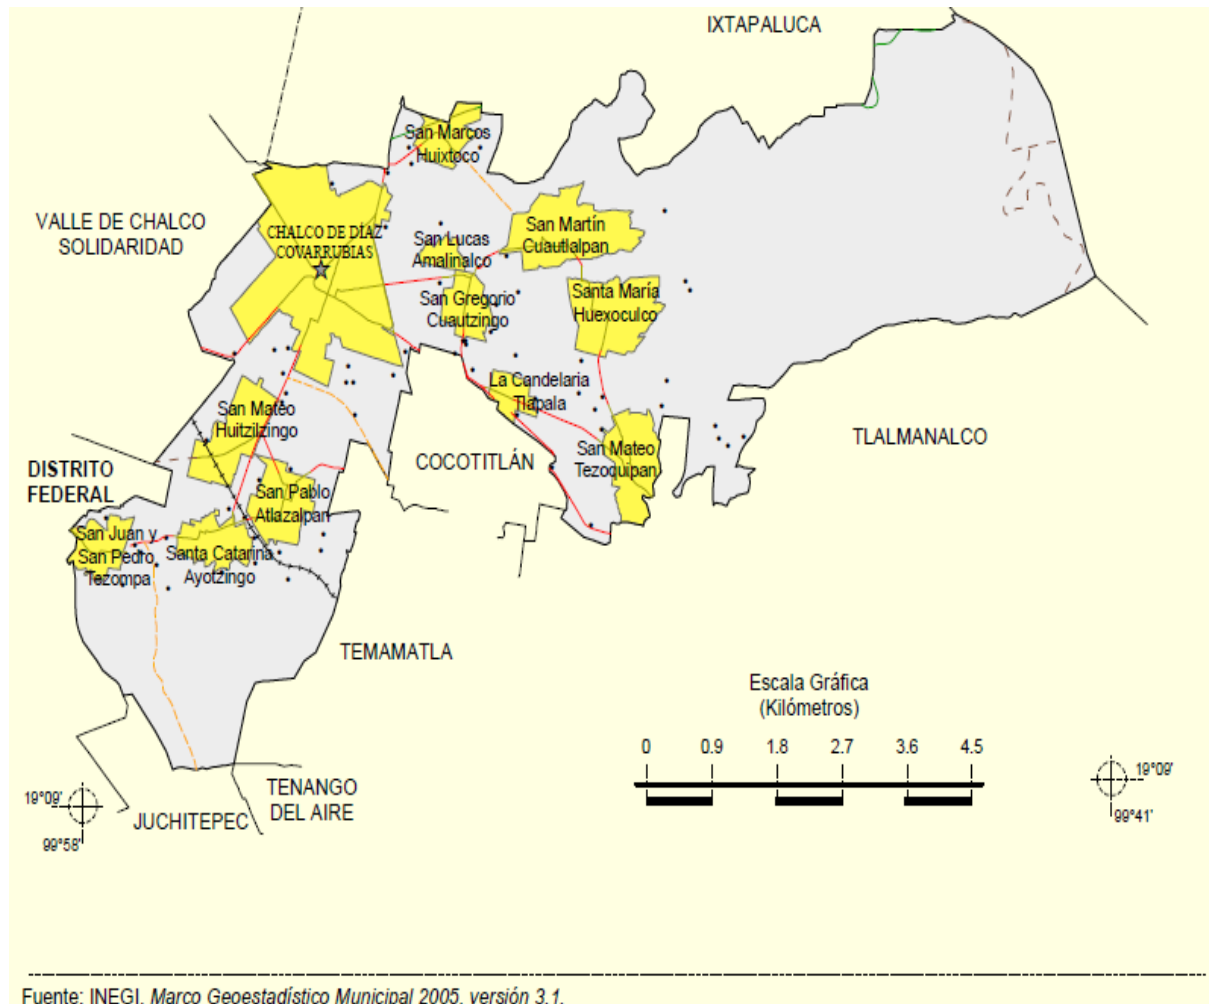 IXTAPALUCA
San Marcos
Huixtoco
VALLE DE CHALCO
SOLIDARIDAD
CHALCO DE DÍAZ
COVARRUBIAS
San Lucas
Amalinalco
San Martín
Cuautlalpan
San Gregorio
Cuautzingo
Santa María
Huexoculco
La Candelaria
Tlapala
San Mateo
Huitzilzingo
TLALMANALCO
COCOTITLÁN
San Mateo
Tezoquipan
DISTRITO
FEDERAL
San Pablo
Atlazalpan
San Juan y
San Pedro
Tezompa
Santa Catarina
Ayotzingo
TEMAMATLA
Escala Gráfica
(Kilómetros)
0 0.9 1.8 2.7 3.6 4.5
TENANGO
DEL AIRE
JUCHITEPEC
19°09'
99°58'
19°09'
99°41'
Fuente: INEGI. Marco Geoestadístico Municipal 2005, versión 3.1.